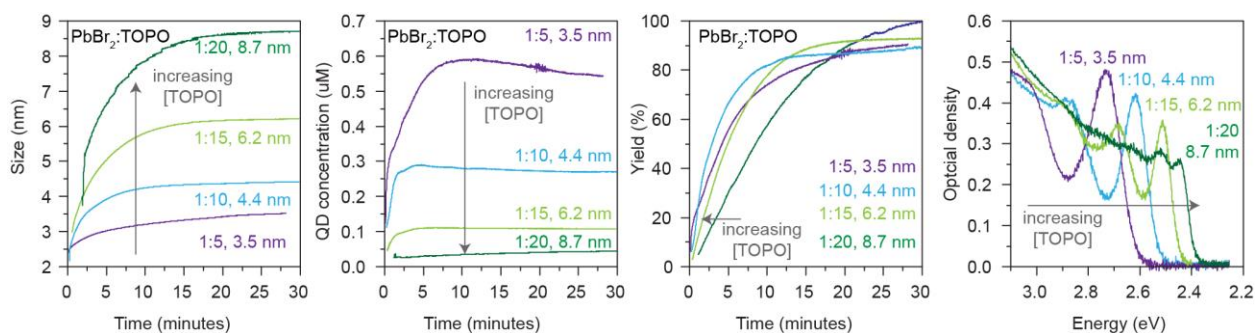 PbBr2:TOPO
1:20, 8.7 nm
increasing
[TOPO]
1:15, 6.2 nm
1:10, 4.4 nm
1:5, 3.5 nm
Size (nm)
9
8
7
6
5
4
3
2
0 5 10 15 20 25 30
Time (minutes)
PbBr2:TOPO
1:5, 3.5 nm
increasing
[TOPO]
1:10, 4.4 nm
1:15, 6.2 nm
1:20, 8.7 nm
QD concentration (uM)
0.9
0.8
0.6
0.5
0.3
0.2
0.0
0 5 10 15 20 25 30
Time (minutes)
PbBr2:TOPO
1:5, 3.5 nm
1:10, 4.4 nm
1:15, 6.2 nm
1:20, 8.7 nm
increasing
[TOPO]
Yield (%)
100
80
60
40
20
0
0 5 10 15 20 25 30
Time (minutes)
1:5, 3.5 nm
1:10, 4.4 nm
1:15, 6.2 nm
1:20
8.7 nm
increasing
[TOPO]
Optcial density
0.6
0.5
0.4
0.3
0.2
0.1
0.0
3.0 2.8 2.6 2.4 2.2
Energy (eV)